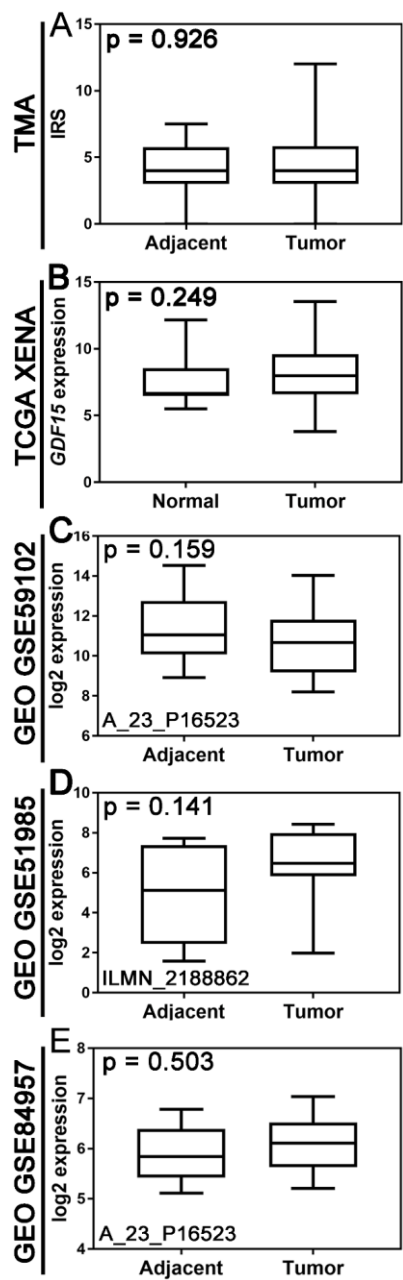 A
TMA
IRS
p = 0.926
15
10
5
0
Adjacent
Tumor
B
TCGA XENA
GDF15 expression
p = 0.249
15
10
5
0
Normal
Tumor
C
GEO GSE59102
log2 expression
p = 0.159
16
14
12
10
8
6
A_23_P16523
Adjacent
Tumor
D
GEO GSE51985
log2 expression
p = 0.141
10
8
6
4
2
0
ILMN_2188862
Adjacent
Tumor
E
GEO GSE84957
log2 expression
p = 0.503
8
7
6
5
4
A_23_P16523
Adjacent
Tumor